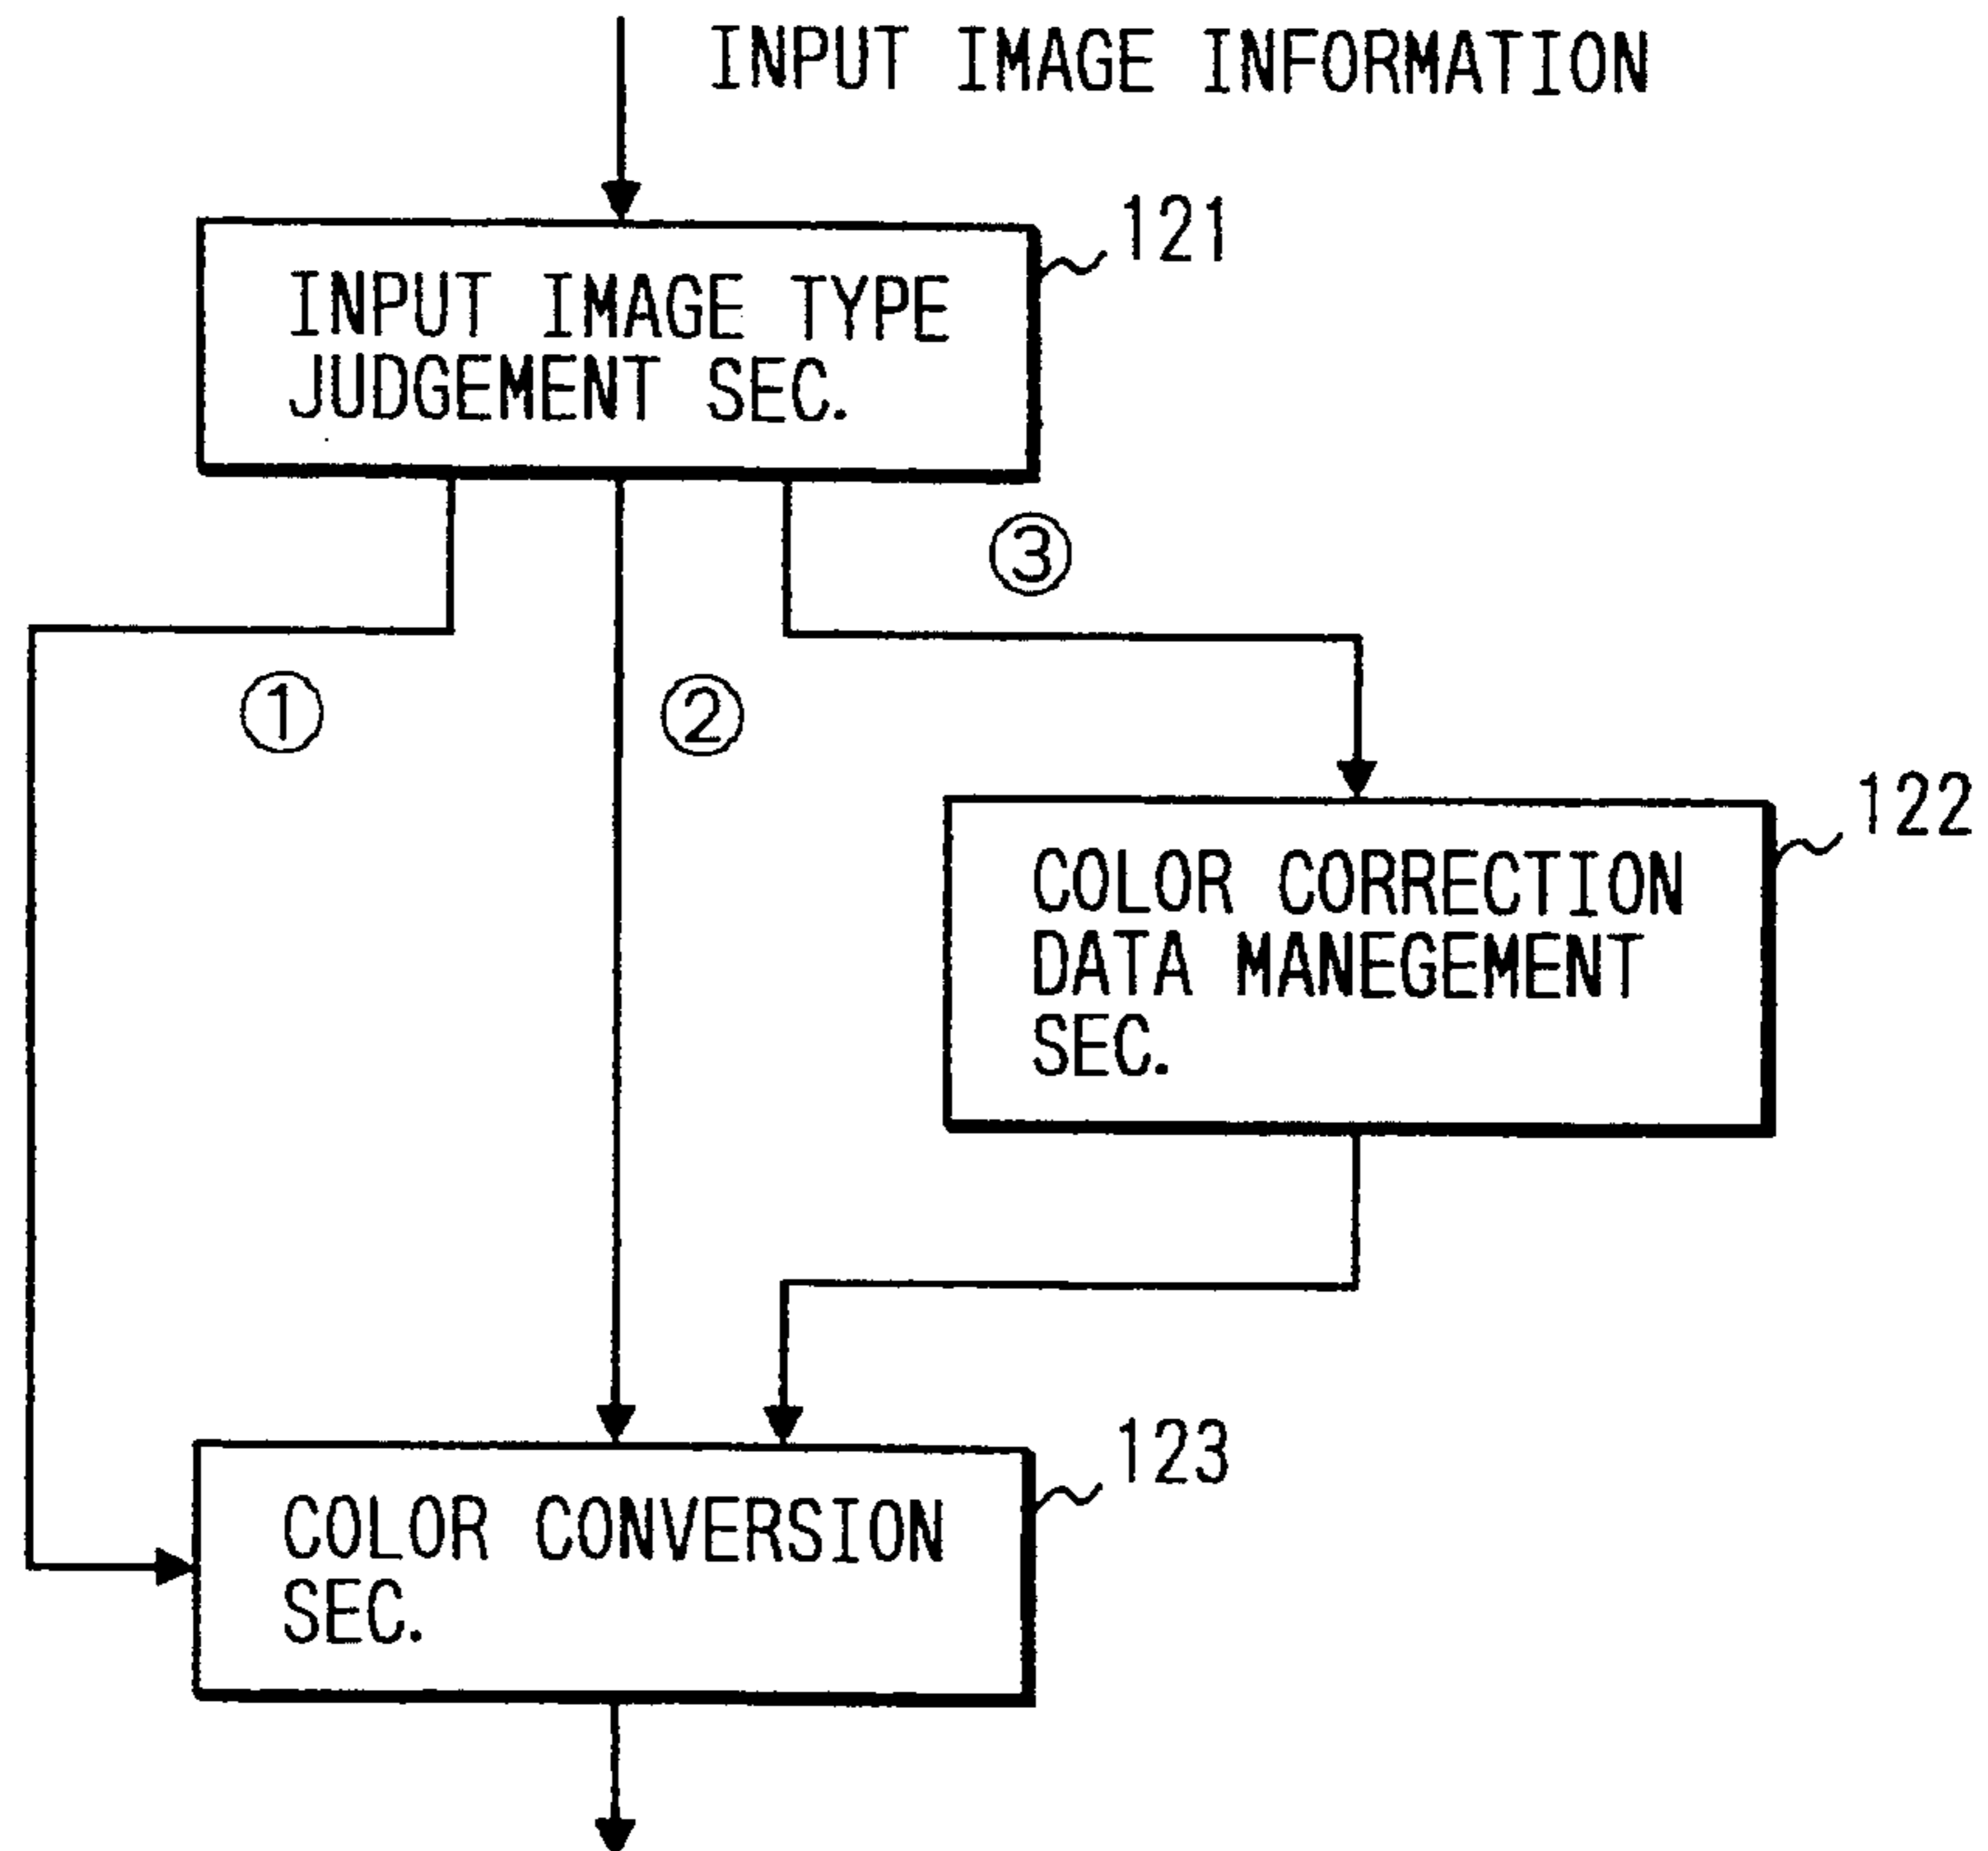 INPUT IMAGE INFORMATION
121
INPUT IMAGE TYPE
JUDGEMENT SEC.
③
①
②
122
COLOR CORRECTION
DATA MANEGEMENT
SEC.
123
COLOR CONVERSION
SEC.